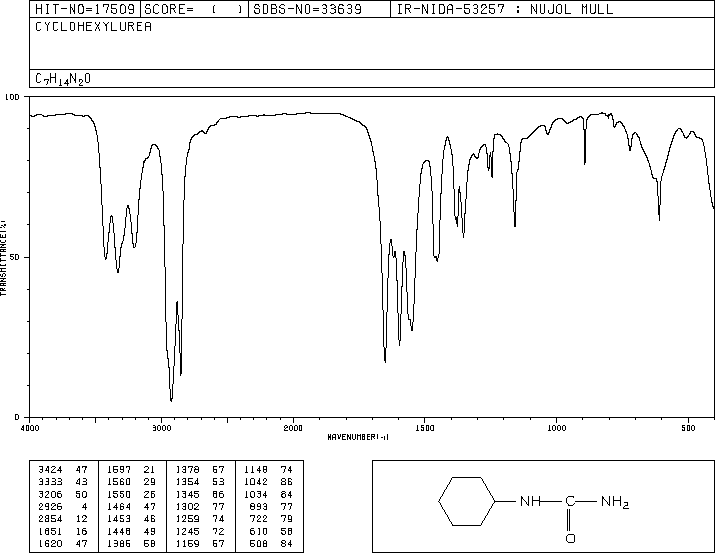 HIT-NO=17509 SCORE= ( ) SDBS-NO=33639 IR-NIDA-53257 : NUJOL MULL
CYCLOHEXYLUREA
C7H14N2O
100
50
0
TRANSMITTANCE(%)
4000 3000 2000 1500 1000 500
WAVENUMBER(-1)
3424 47 1597 21 1378 57 1148 74
3333 43 1560 29 1354 53 1042 86
3206 50 1550 26 1345 86 1034 84
2926 4 1464 47 1302 77 893 77
2854 12 1453 46 1259 74 722 79
1651 16 1448 49 1245 72 610 58
1620 47 1386 58 1159 57 508 84
NH C NH2
O